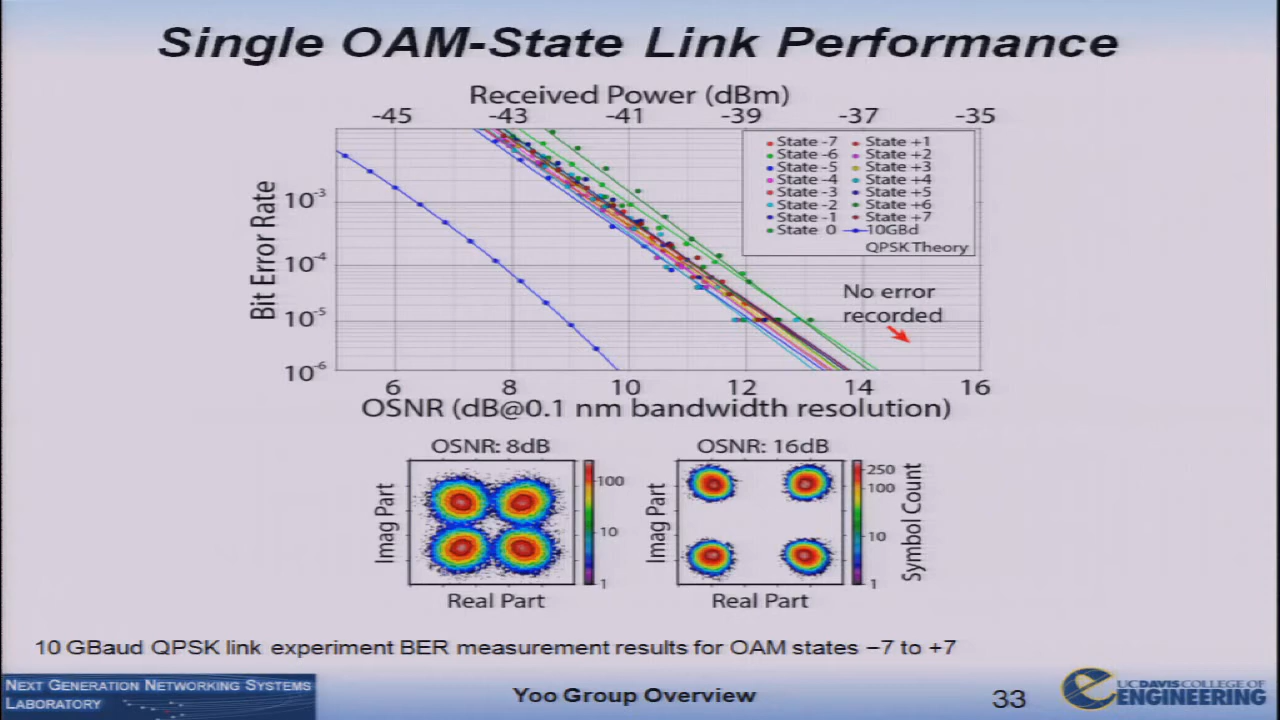 Single OAM-State Link Performance
Received Power (dBm)
-45 -43 -41 -39 -37 -35
State -7 State +1
State -6 State +2
State -5 State +3
State -4 State +4
State -3 State +5
State -2 State +6
State -1 State +7
State 0 10GBd
QPSK Theory
Bit Error Rate
10-3
10-4
10-5
10-6
No error
recorded
6 8 10 12 14 16
OSNR (dB@0.1 nm bandwidth resolution)
OSNR: 8dB
Imag Part
Real Part
100
10
1
OSNR: 16dB
Imag Part
Real Part
250
100
10
1
Symbol Count
10 GBaud QPSK link experiment BER measurement results for OAM states −7 to +7
NEXT GENERATION NETWORKING SYSTEMS
LABORATORY
Yoo Group Overview
33
UCDAVIS COLLEGE OF
ENGINEERING